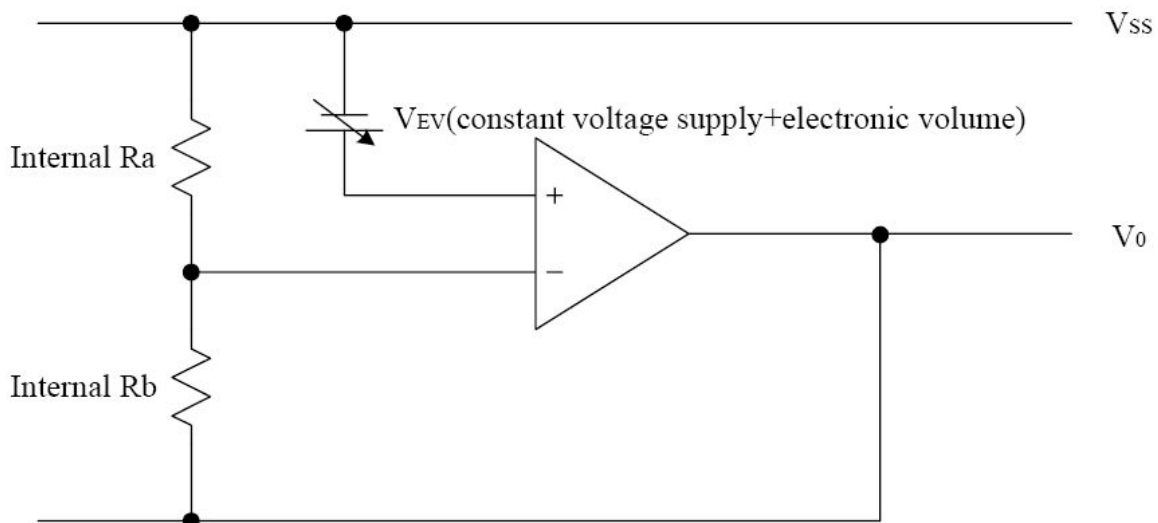 VSS
VEV(constant voltage supply+electronic volume)
Internal Ra
+
V0
−
Internal Rb